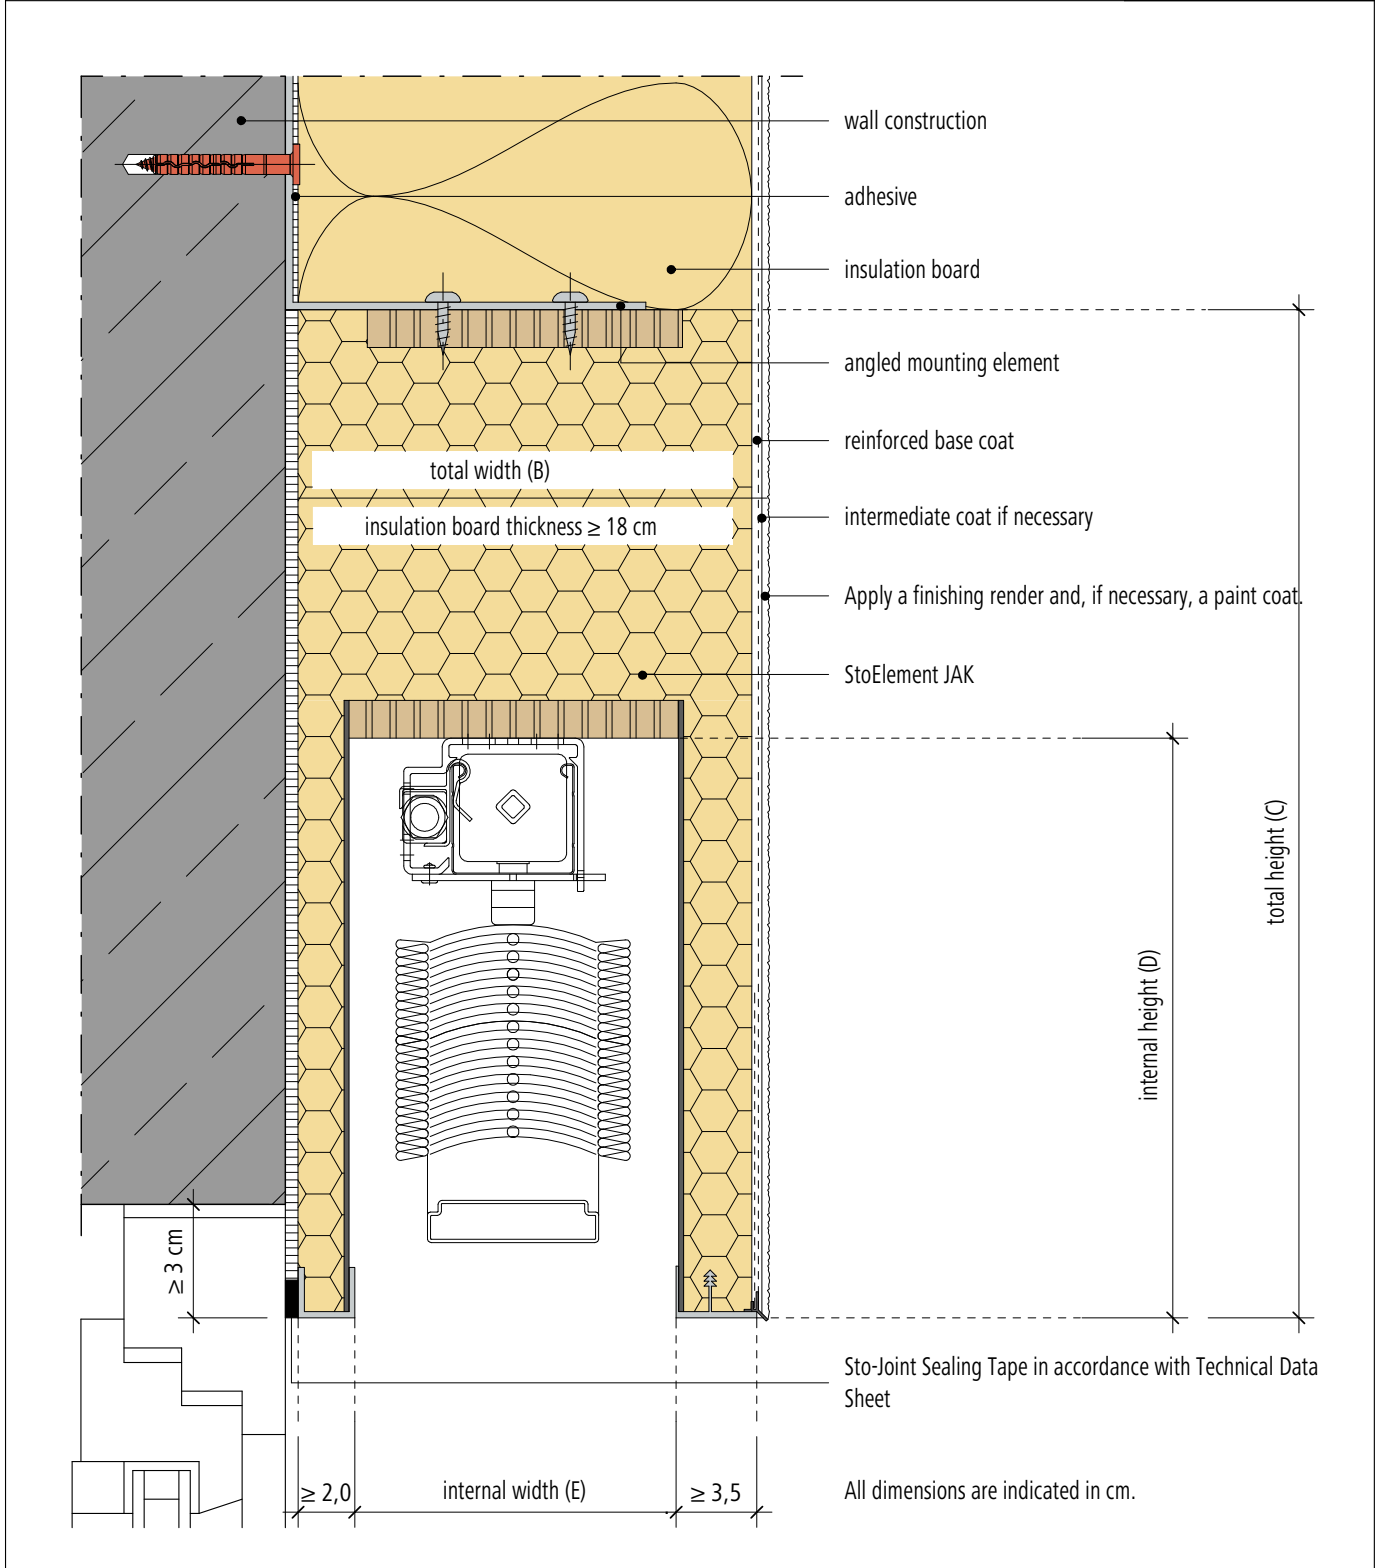 wall construction
adhesive
insulation board
angled mounting element
reinforced base coat
total width (B)
intermediate coat if necessary
insulation board thickness ≥ 18 cm
Apply a finishing render and, if necessary, a paint coat.
StoElement JAK
total height (C)
internal height (D)
≥ 3 cm
Sto-Joint Sealing Tape in accordance with Technical Data
Sheet
≥ 2,0
internal width (E)
≥ 3,5
All dimensions are indicated in cm.